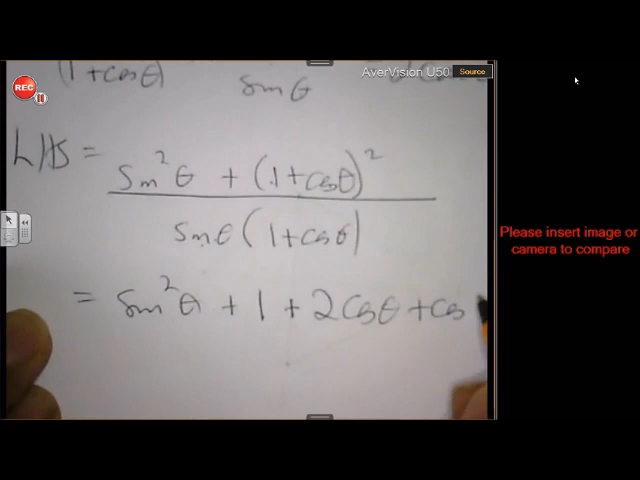 AverVision U50 Source
(1+cosθ) sinθ
REC
LHS = sin²θ + (1+cosθ)²
sinθ(1+cosθ)
= sin²θ + 1 + 2cosθ + cos
Please insert image or
camera to compare